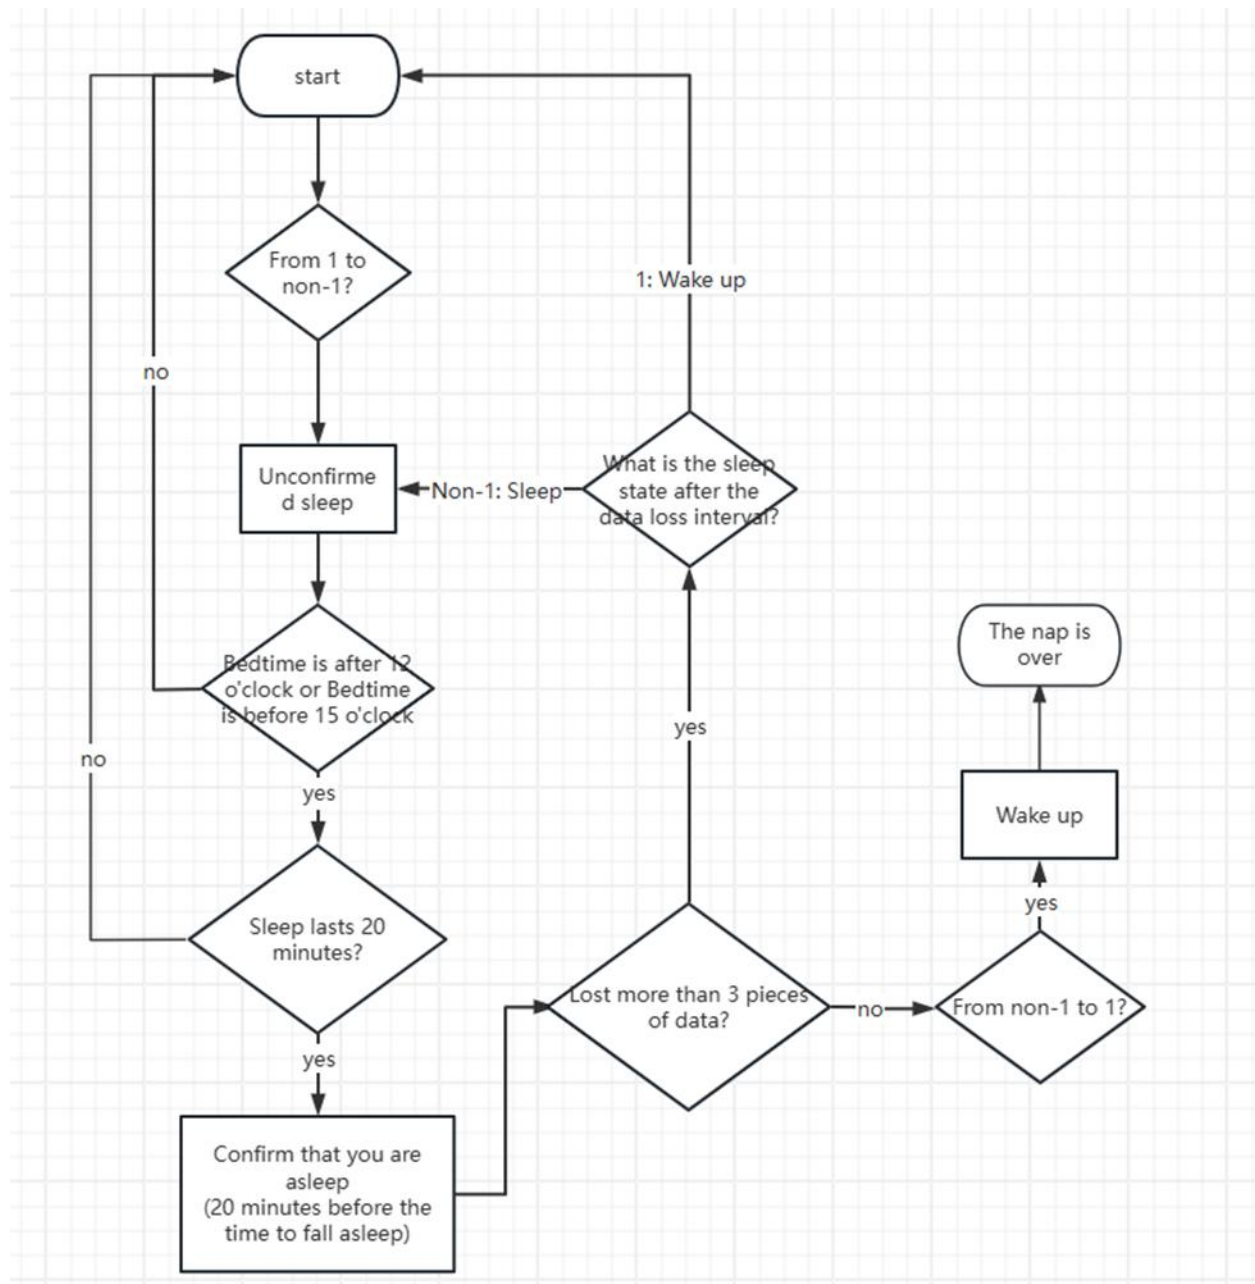 start
From 1 to
non-1?
no
1: Wake up
Unconfirme
d sleep
Non-1: Sleep
What is the sleep
state after the
data loss interval?
Bedtime is after 12
o'clock or Bedtime
is before 15 o'clock
The nap is
over
yes
no
yes
Wake up
Sleep lasts 20
minutes?
yes
Lost more than 3 pieces
of data?
no
From non-1 to 1?
yes
Confirm that you are
asleep
(20 minutes before the
time to fall asleep)